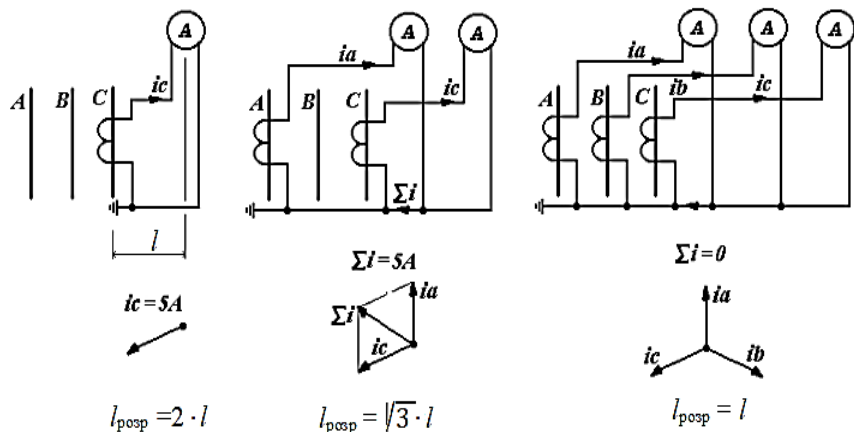 A
ic
A B C
l
ic=5A
lрозр =2 · l
A A
ia
A B C
ic
Σi
Σi=5A
Σi
ia
ic
lрозр =√3 · l
A A A
ia
ib
ic
A B C
Σi=0
ia
ic
ib
lрозр = l